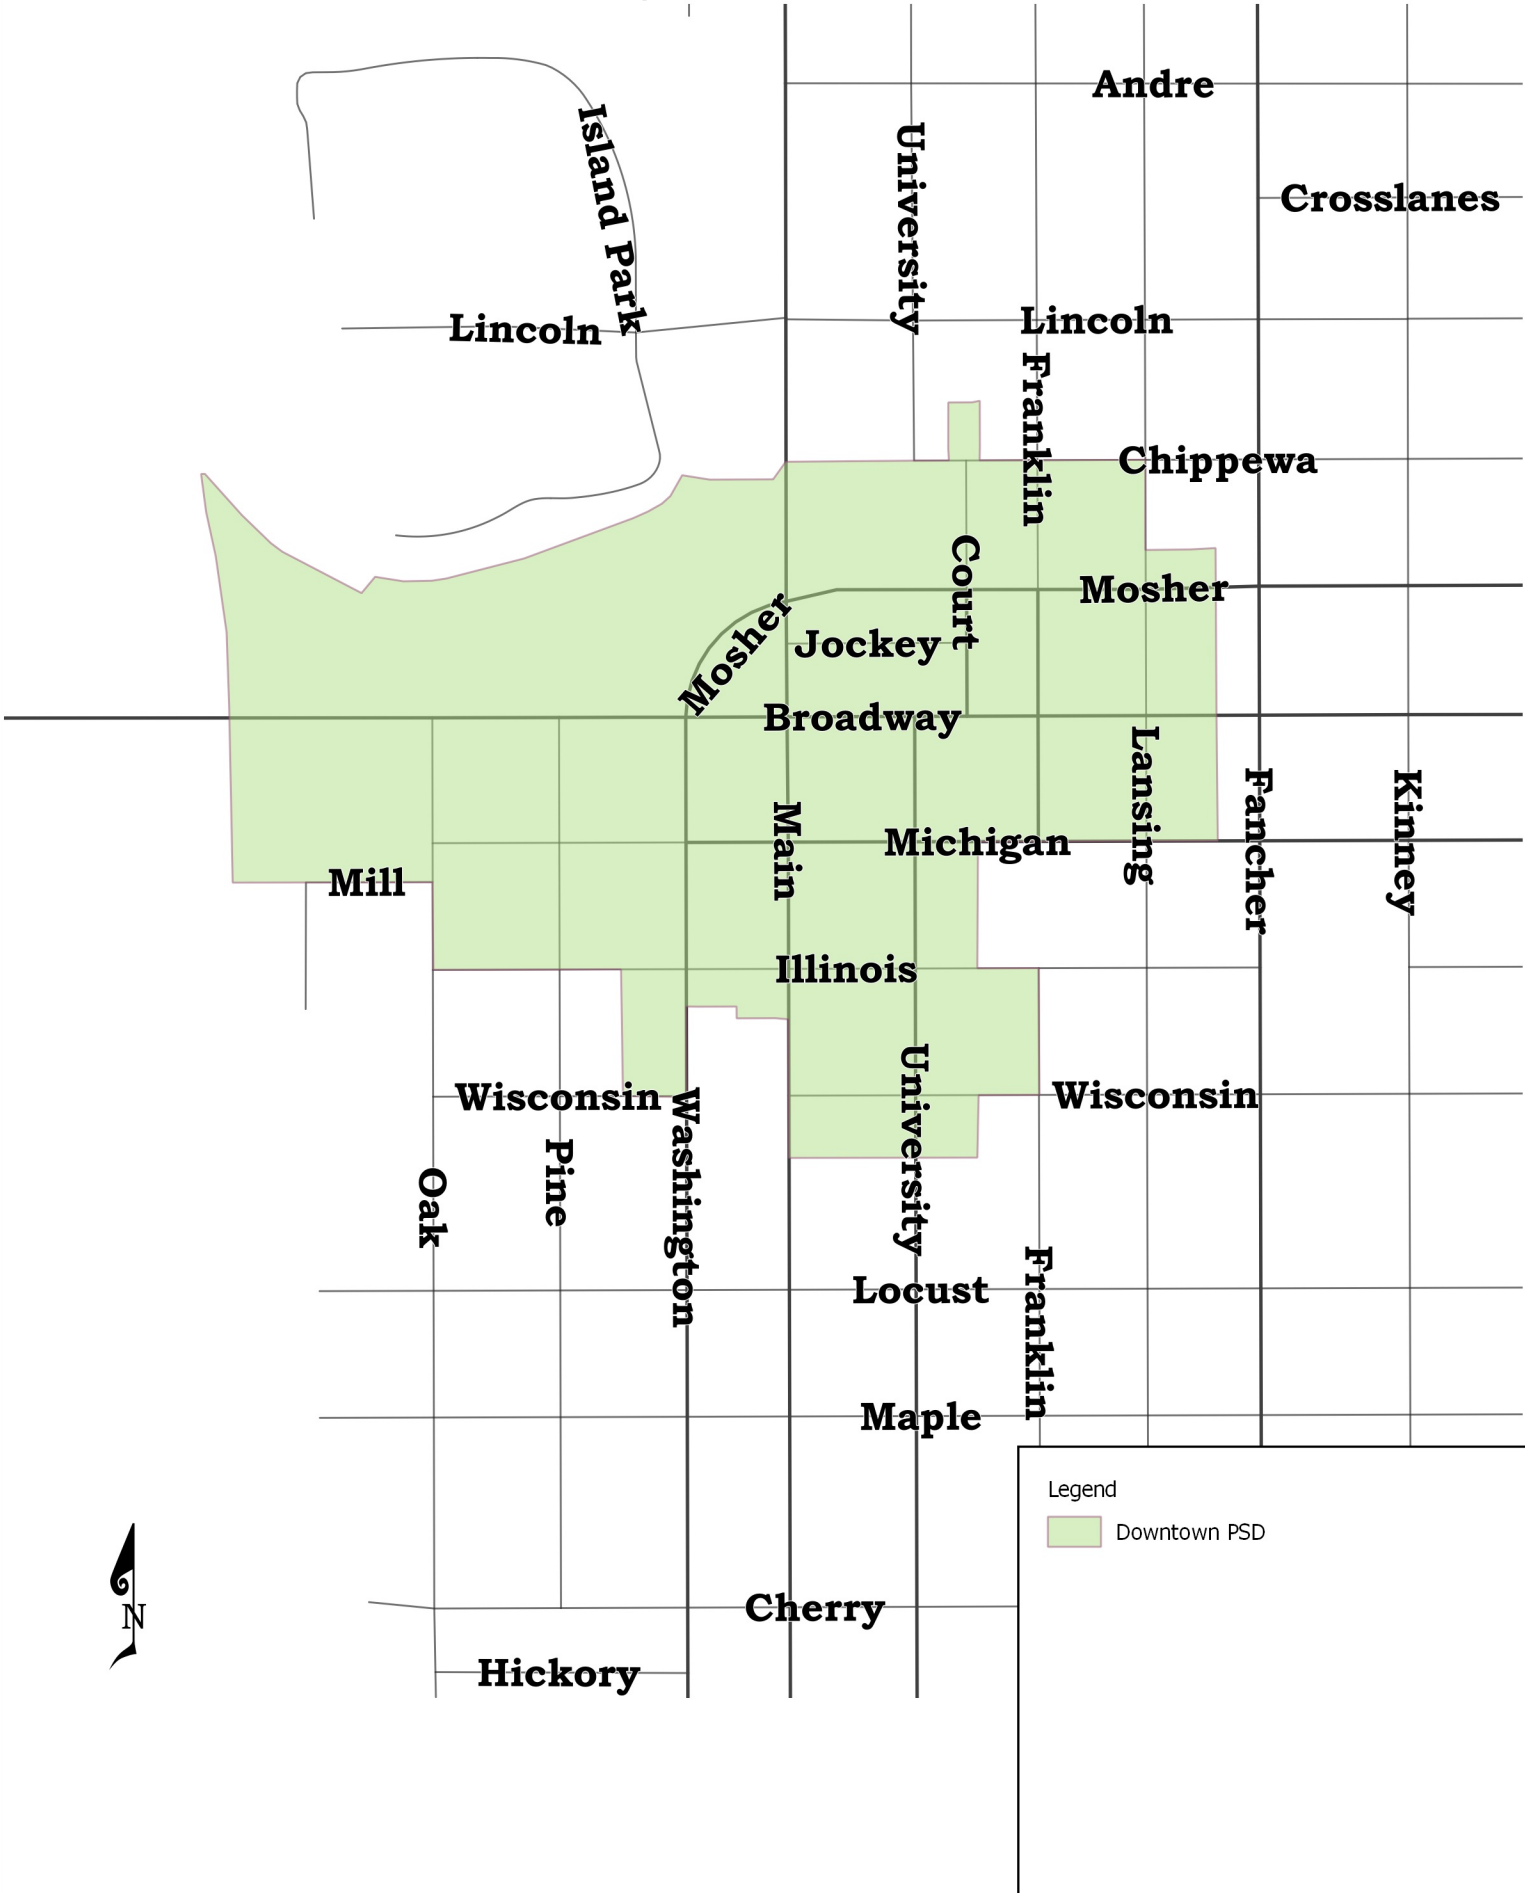 Andre
Island Park
University
Crosslanes
Lincoln
Lincoln
Franklin
Chippewa
Court
Mosher
Mosher
Jockey
Broadway
Lansing
Fancher
Kinney
Main
Michigan
Mill
Illinois
University
Wisconsin
Wisconsin
Washington
Pine
Oak
Locust
Franklin
Maple
Legend
Downtown PSD
N
Cherry
Hickory